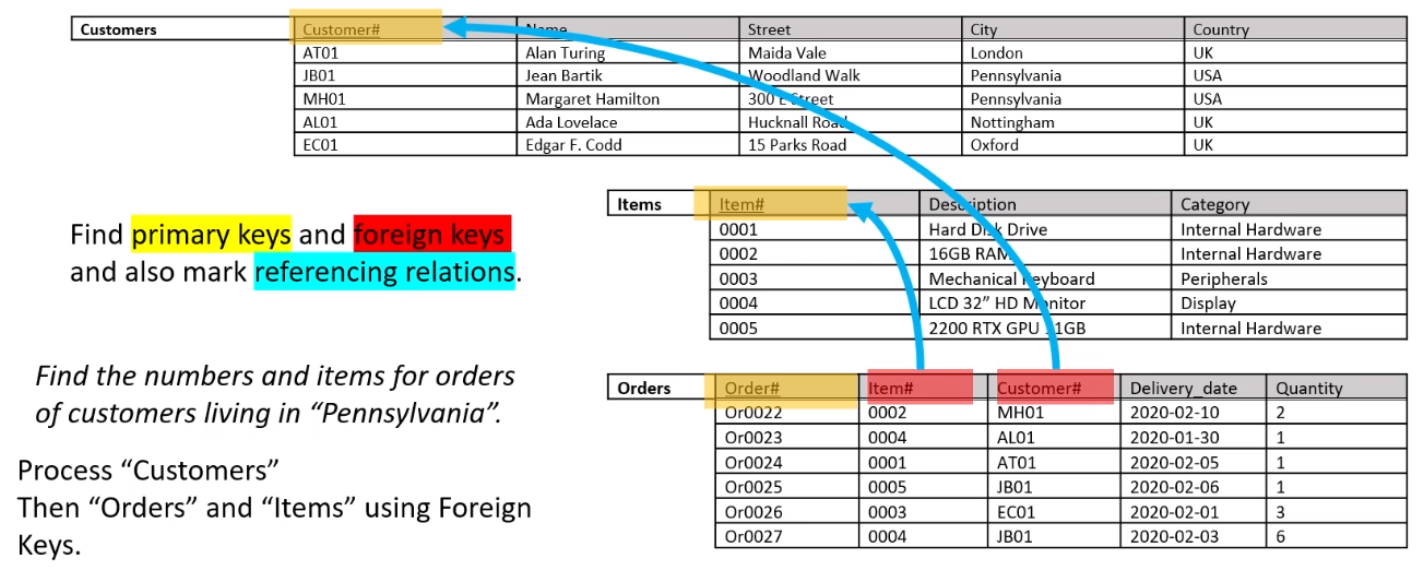 Customers Customer# Name Street City Country
AT01 Alan Turing Maida Vale London UK
JB01 Jean Bartik Woodland Walk Pennsylvania USA
MH01 Margaret Hamilton 300 E Street Pennsylvania USA
AL01 Ada Lovelace Hucknall Road Nottingham UK
EC01 Edgar F. Codd 15 Parks Road Oxford UK
Items Item# Description Category
0001 Hard Disk Drive Internal Hardware
0002 16GB RAM Internal Hardware
0003 Mechanical Keyboard Peripherals
0004 LCD 32” HD Monitor Display
0005 2200 RTX GPU 11GB Internal Hardware
Find primary keys and foreign keys
and also mark referencing relations.
Find the numbers and items for orders
of customers living in “Pennsylvania”.
Process “Customers”
Then “Orders” and “Items” using Foreign
Keys.
Orders Order# Item# Customer# Delivery_date Quantity
Or0022 0002 MH01 2020-02-10 2
Or0023 0004 AL01 2020-01-30 1
Or0024 0001 AT01 2020-02-05 1
Or0025 0005 JB01 2020-02-06 1
Or0026 0003 EC01 2020-02-01 3
Or0027 0004 JB01 2020-02-03 6